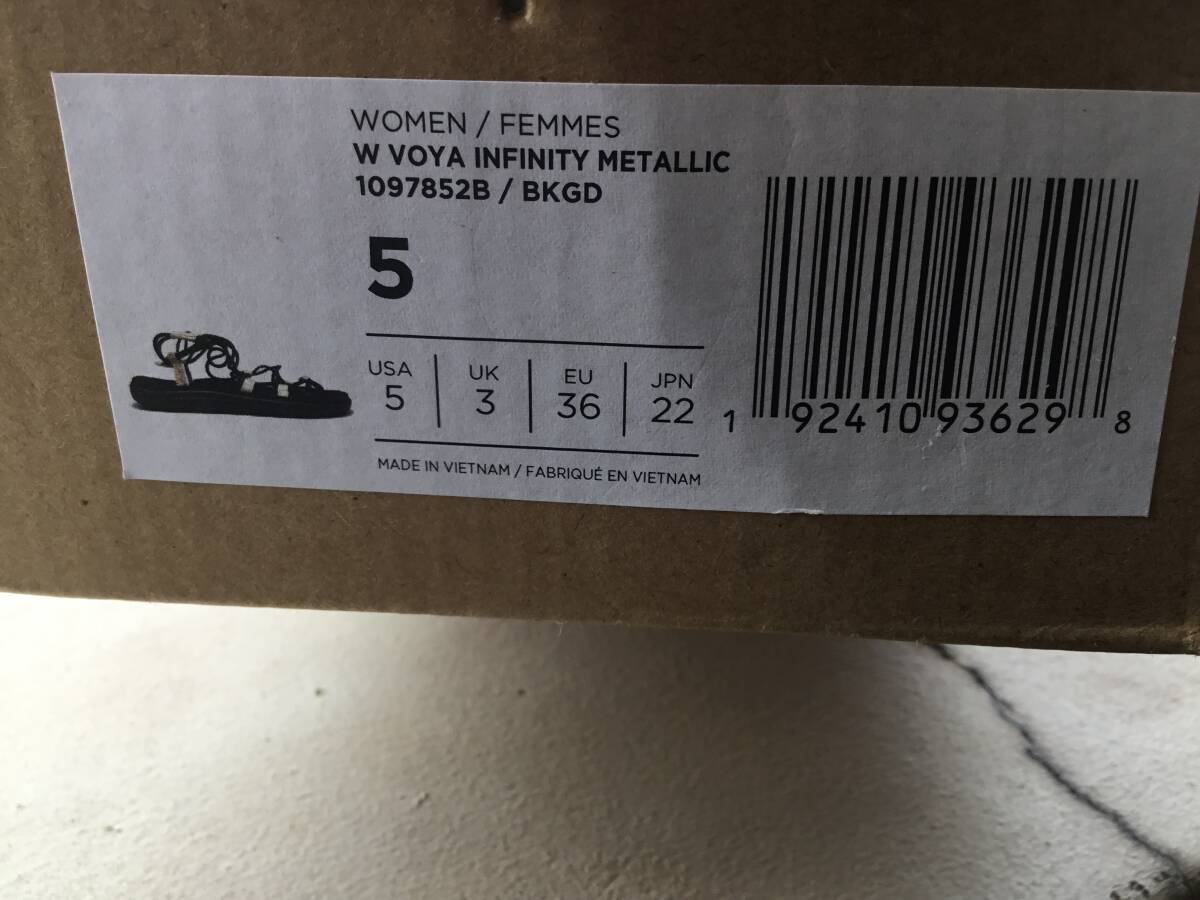 WOMEN / FEMMES
W VOYA INFINITY METALLIC
1097852B / BKGD
5
USA UK EU JPN
5 3 36 22
MADE IN VIETNAM / FABRIQUÉ EN VIETNAM
1 92410 93629 8